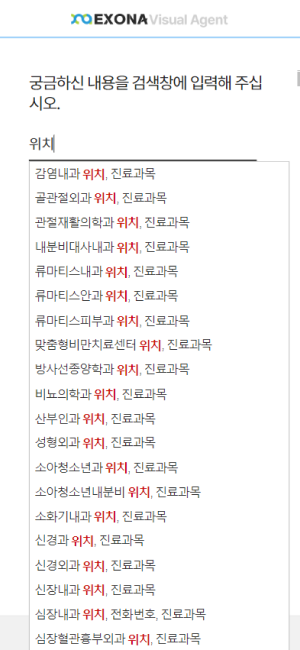 EXONA Visual Agent
궁금하신 내용을 검색창에 입력해 주십
시오.
위치
감염내과 위치, 진료과목
골관절외과 위치, 진료과목
관절재활의학과 위치, 진료과목
내분비대사내과 위치, 진료과목
류마티스내과 위치, 진료과목
류마티스안과 위치, 진료과목
류마티스피부과 위치, 진료과목
맞춤형비만치료센터 위치, 진료과목
방사선종양학과 위치, 진료과목
비뇨의학과 위치, 진료과목
산부인과 위치, 진료과목
성형외과 위치, 진료과목
소아청소년과 위치, 진료과목
소아청소년내분비 위치, 진료과목
소화기내과 위치, 진료과목
신경과 위치, 진료과목
신경외과 위치, 진료과목
신장내과 위치, 진료과목
심장내과 위치, 전화번호, 진료과목
심장혈관흉부외과 위치, 진료과목